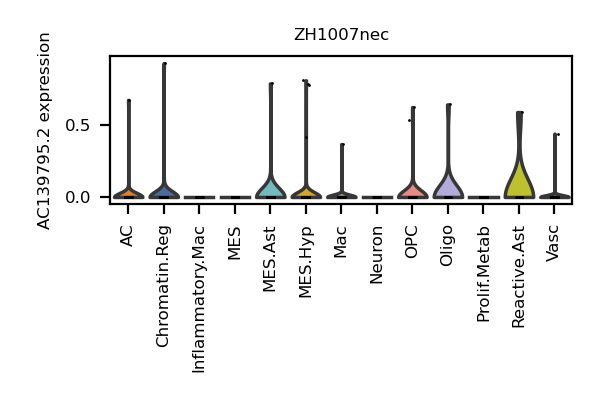 ZH1007nec
AC139795.2 expression
0.5
0.0
AC
Chromatin.Reg
Inflammatory.Mac
MES
MES.Ast
MES.Hyp
Mac
Neuron
OPC
Oligo
Prolif.Metab
Reactive.Ast
Vasc